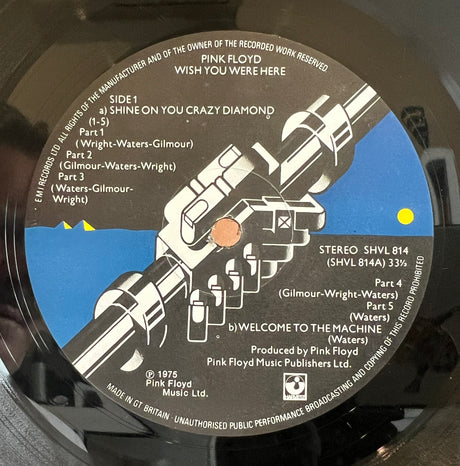 E M I RECORDS LTD. ALL RIGHTS OF THE MANUFACTURER AND OF THE OWNER OF THE RECORDED WORK RESERVED
PINK FLOYD
WISH YOU WERE HERE
SIDE 1
a) SHINE ON YOU CRAZY DIAMOND
(1-5)
Part 1
(Wright-Waters-Gilmour)
Part 2
(Gilmour-Waters-Wright)
Part 3
(Waters-Gilmour-
Wright)
STEREO SHVL 814
(SHVL 814A) 33⅓
Part 4
(Gilmour-Wright-Waters)
Part 5
(Waters)
b) WELCOME TO THE MACHINE
(Waters)
Produced by Pink Floyd
Pink Floyd Music Publishers Ltd.
℗ 1975
Pink Floyd
Music Ltd.
MADE IN GT. BRITAIN · UNAUTHORISED PUBLIC PERFORMANCE BROADCASTING AND COPYING OF THIS RECORD PROHIBITED